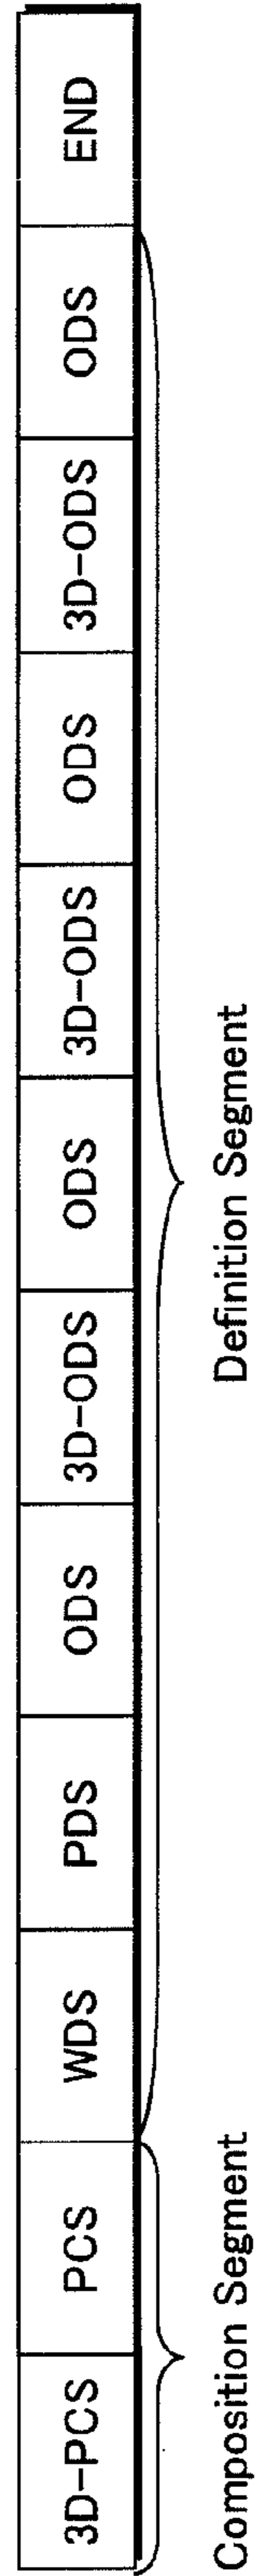 3D-PCS
PCS
WDS
PDS
ODS
3D-ODS
ODS
3D-ODS
ODS
3D-ODS
ODS
END
Composition Segment
Definition Segment